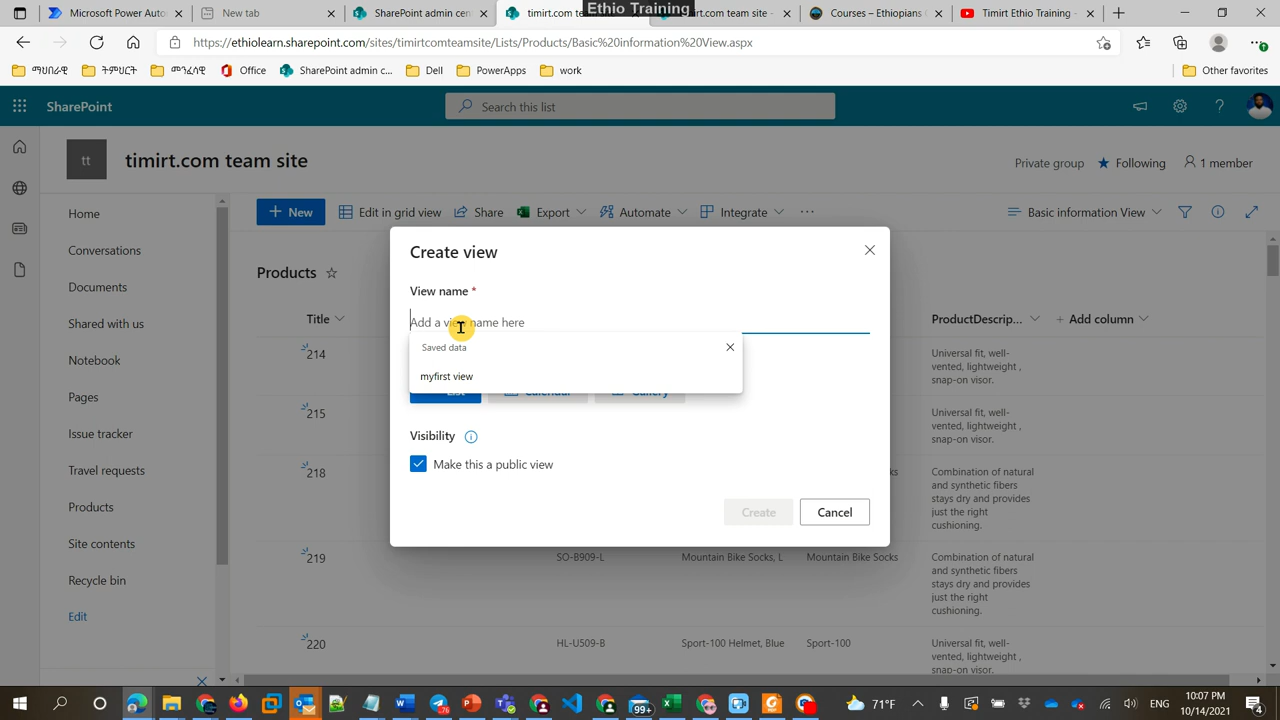 Ethio Training
Microsoft Power Autom
New tab
SharePoint admin cen
timirt.com team site
om team site -
Courses – Ethiopians C
Timirt Ethio Training -
https://ethiolearn.sharepoint.com/sites/timirtcomteamsite/Lists/Products/Basic%20information%20View.aspx
ማህበራዊ
ትምህርት
መንፈሳዊ
Office
SharePoint admin c...
Dell
PowerApps
work
Other favorites
SharePoint
Search this list
tt
timirt.com team site
Private group
Following
1 member
Home
Conversations
Documents
Shared with us
Notebook
Pages
Issue tracker
Travel requests
Products
Site contents
Recycle bin
Edit
New
Edit in grid view
Share
Export
Automate
Integrate
Basic information View
Products
Title
ProductDescrip...
Add column
214
Universal fit, well-
vented, lightweight ,
snap-on visor.
215
Universal fit, well-
vented, lightweight ,
snap-on visor.
218
Combination of natural
and synthetic fibers
stays dry and provides
just the right
cushioning.
219
SO-B909-L
Mountain Bike Socks, L
Mountain Bike Socks
Combination of natural
and synthetic fibers
stays dry and provides
just the right
cushioning.
220
HL-U509-B
Sport-100 Helmet, Blue
Sport-100
Universal fit, well-
vented, lightweight ,
snap-on visor.
Create view
View name *
Add a view name here
Saved data
myfirst view
List
Calendar
Gallery
Visibility
Make this a public view
Create
Cancel
99+
71°F
ENG
10:07 PM
10/14/2021